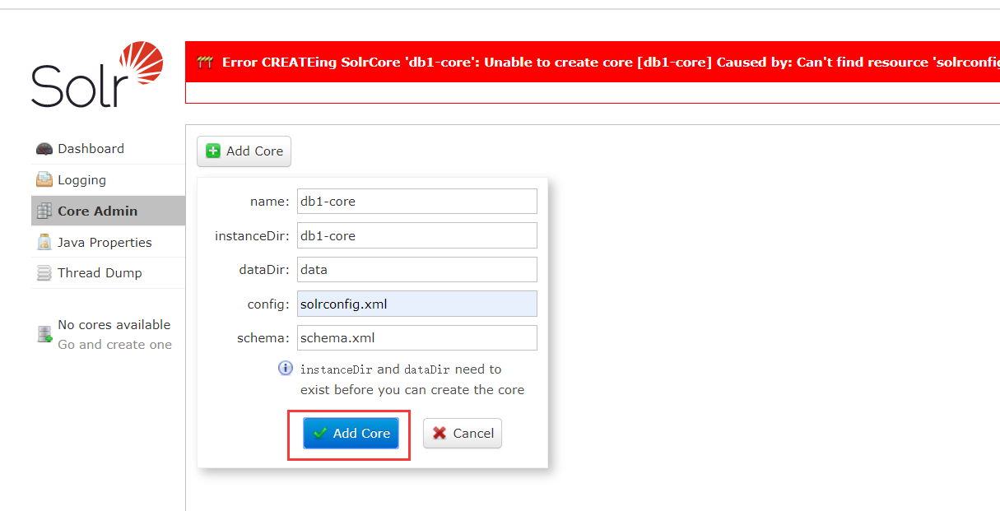 Solr
Error CREATEing SolrCore 'db1-core': Unable to create core [db1-core] Caused by: Can't find resource 'solrconfig
Dashboard
Logging
Core Admin
Java Properties
Thread Dump
No cores available
Go and create one
Add Core
name: db1-core
instanceDir: db1-core
dataDir: data
config: solrconfig.xml
schema: schema.xml
instanceDir and dataDir need to
exist before you can create the core
Add Core
Cancel